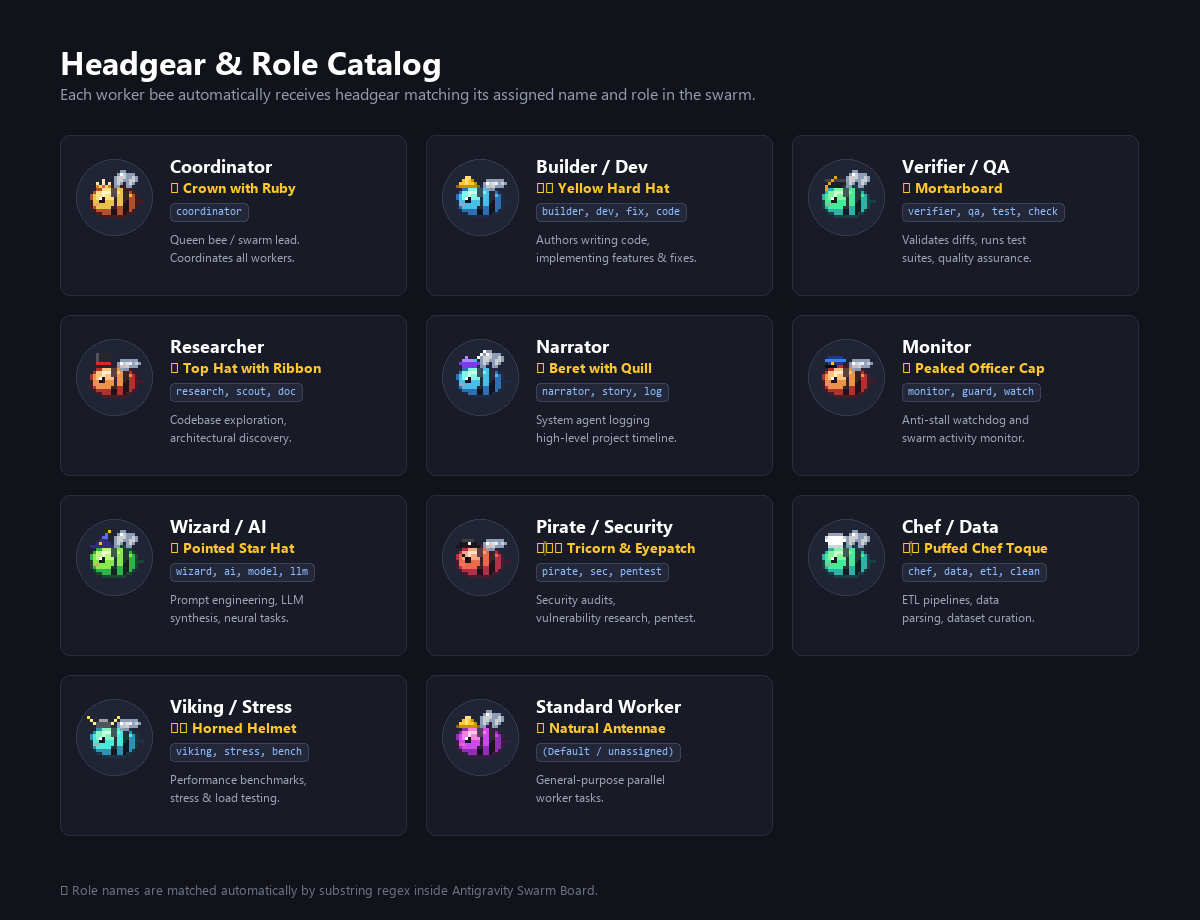 Headgear & Role Catalog
Each worker bee automatically receives headgear matching its assigned name and role in the swarm.
Coordinator
Crown with Ruby
coordinator
Queen bee / swarm lead.
Coordinates all workers.
Builder / Dev
Yellow Hard Hat
builder, dev, fix, code
Authors writing code,
implementing features & fixes.
Verifier / QA
Mortarboard
verifier, qa, test, check
Validates diffs, runs test
suites, quality assurance.
Researcher
Top Hat with Ribbon
research, scout, doc
Codebase exploration,
architectural discovery.
Narrator
Beret with Quill
narrator, story, log
System agent logging
high-level project timeline.
Monitor
Peaked Officer Cap
monitor, guard, watch
Anti-stall watchdog and
swarm activity monitor.
Wizard / AI
Pointed Star Hat
wizard, ai, model, llm
Prompt engineering, LLM
synthesis, neural tasks.
Pirate / Security
Tricorn & Eyepatch
pirate, sec, pentest
Security audits,
vulnerability research, pentest.
Chef / Data
Puffed Chef Toque
chef, data, etl, clean
ETL pipelines, data
parsing, dataset curation.
Viking / Stress
Horned Helmet
viking, stress, bench
Performance benchmarks,
stress & load testing.
Standard Worker
Natural Antennae
(Default / unassigned)
General-purpose parallel
worker tasks.
Role names are matched automatically by substring regex inside Antigravity Swarm Board.